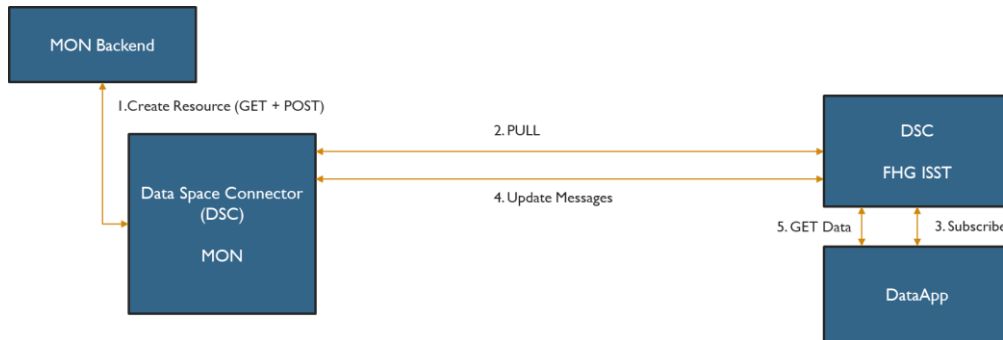 MON Backend
1.Create Resource (GET + POST)
2. PULL
DSC
FHG ISST
Data Space Connector
(DSC)
MON
4. Update Messages
5. GET Data
3. Subscribe
DataApp